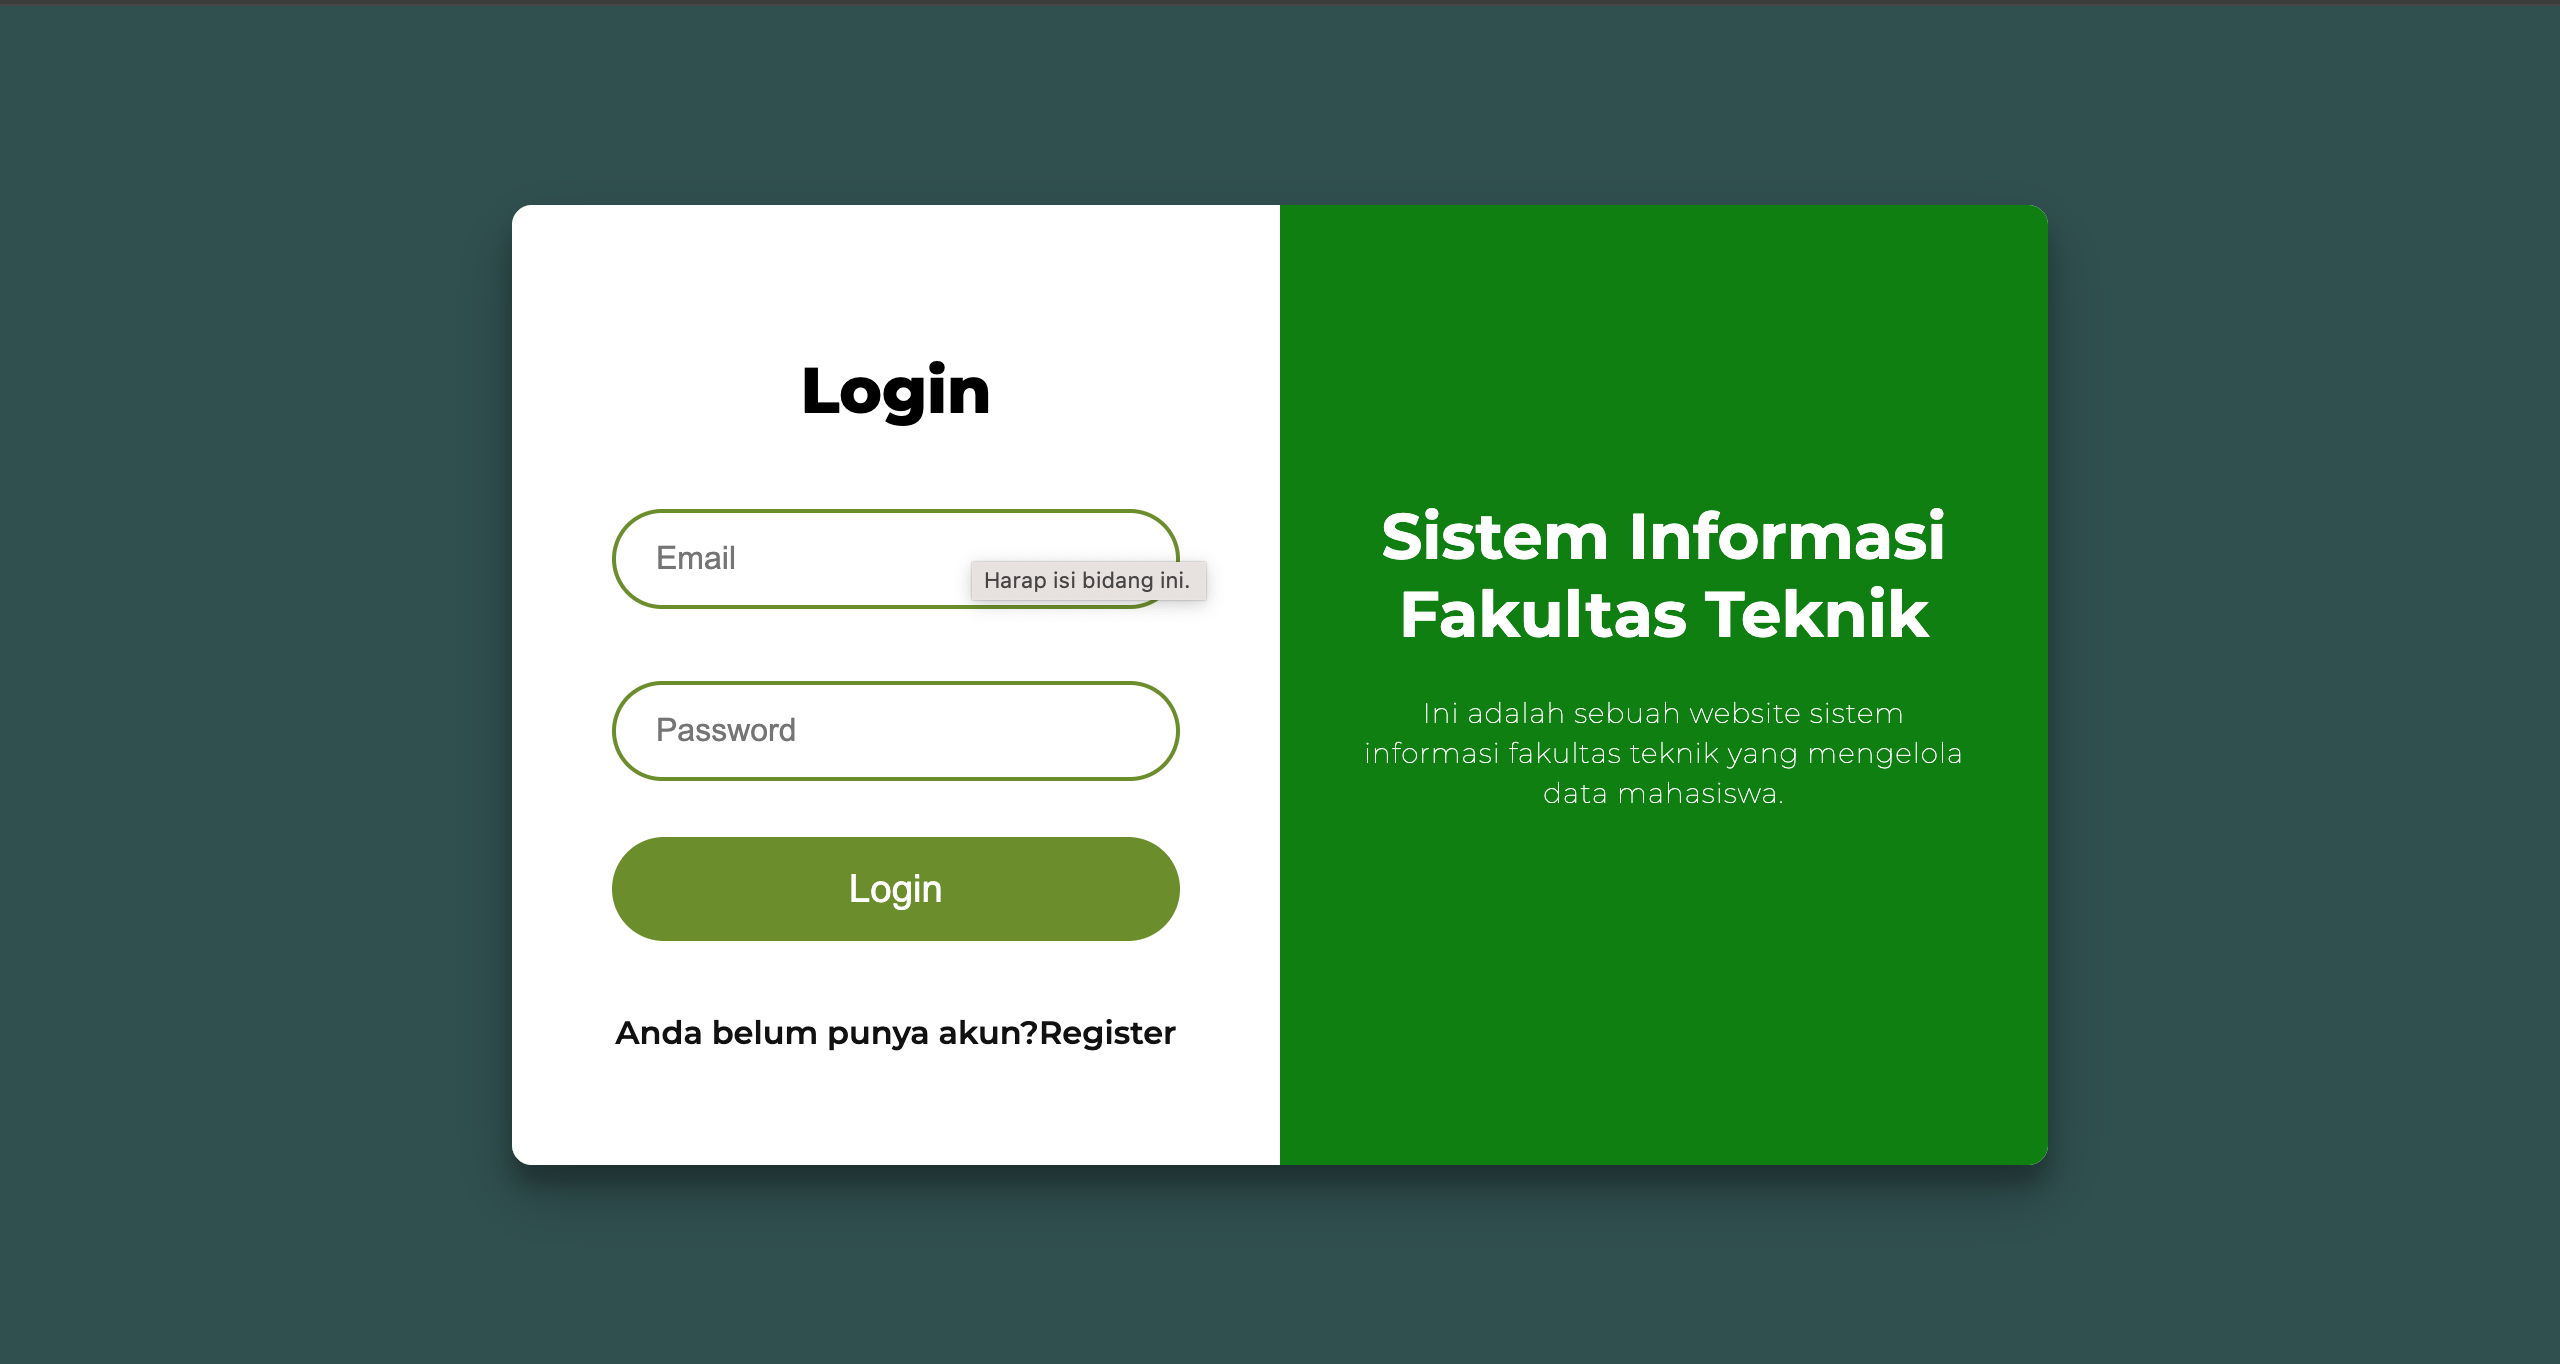 Login
Email
Harap isi bidang ini.
Password
Login
Anda belum punya akun?Register
Sistem Informasi
Fakultas Teknik
Ini adalah sebuah website sistem
informasi fakultas teknik yang mengelola
data mahasiswa.